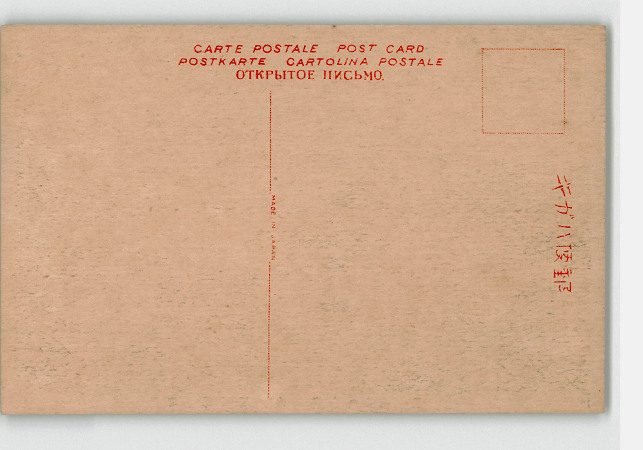 CARTE POSTALE POST CARD
POSTKARTE CARTOLINA POSTALE
ОТКРЫТОЕ ПИСЬМО.
MADE IN JAPAN
郵便ハガキ